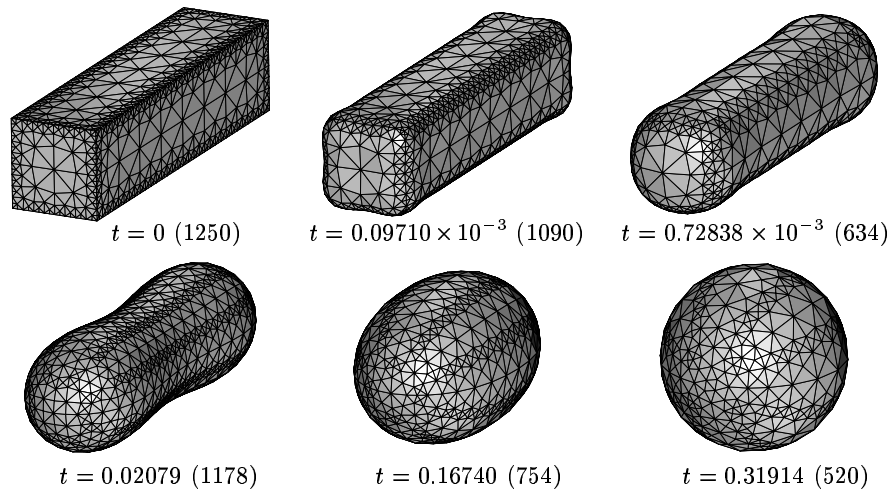 t = 0 (1250)
t = 0.09710 × 10⁻³ (1090)
t = 0.72838 × 10⁻³ (634)
t = 0.02079 (1178)
t = 0.16740 (754)
t = 0.31914 (520)